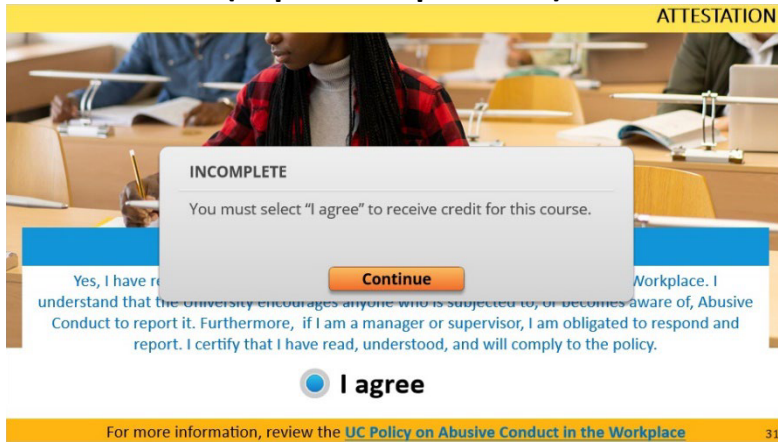 ATTESTATION
INCOMPLETE
You must select “I agree” to receive credit for this course.
Continue
Yes, I have Workplace. I
understand that the University encourages anyone who is subjected to, or becomes aware of, Abusive
Conduct to report it. Furthermore, if I am a manager or supervisor, I am obligated to respond and
report. I certify that I have read, understood, and will comply to the policy.
I agree
For more information, review the UC Policy on Abusive Conduct in the Workplace 31